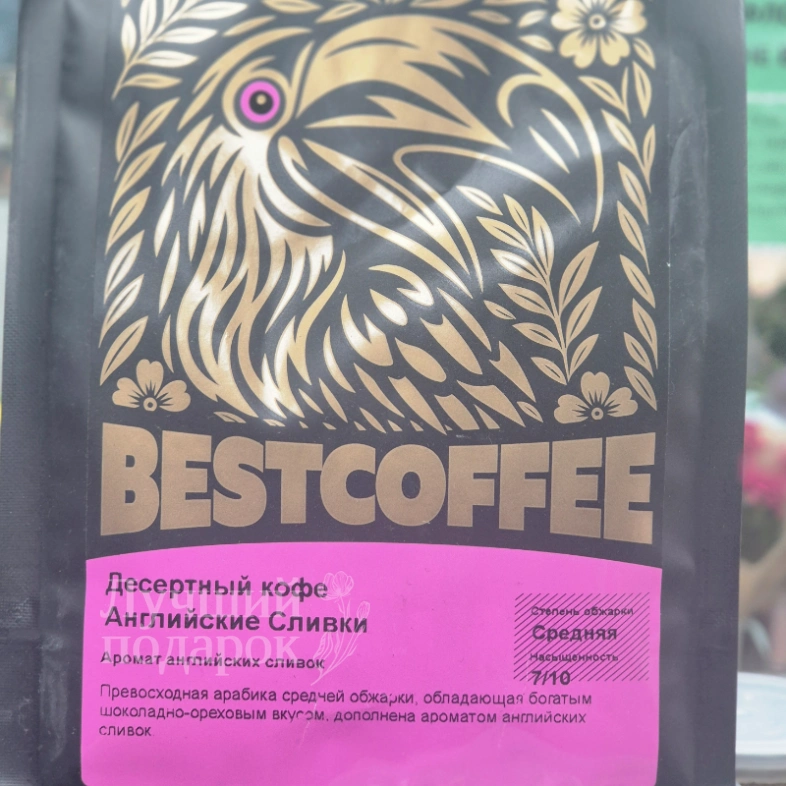 BESTCOFFEE
Десертный кофе
Английские Сливки
Лучший
подарок
Аромат английских сливок
Степень обжарки
Средняя
Насыщенность
7/10
Превосходная арабика средчей обжарки, обладающая богатым
шоколадно-ореховым вкусом, дополнена ароматом английских
сливок.